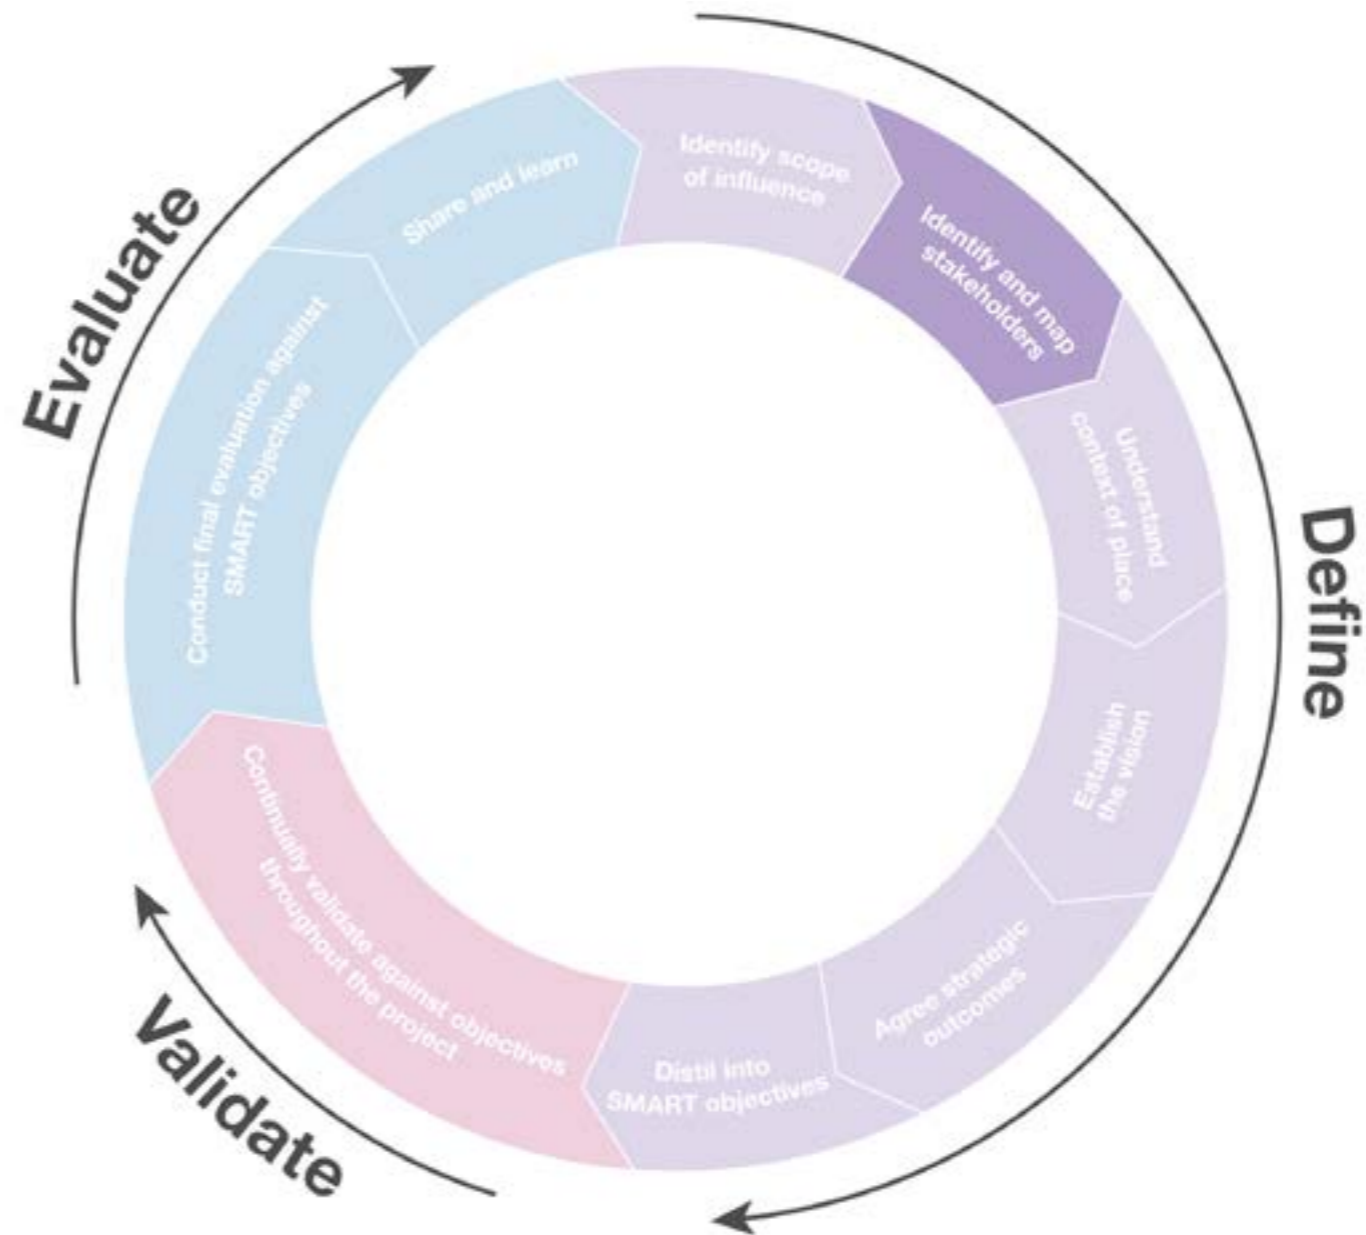 Identify scope
of influence
Identify and map
stakeholders
Understand
context of place
Establish
the vision
Agree strategic
outcomes
Distil into
SMART objectives
Continually validate against objectives
throughout the project
Conduct final evaluation against
SMART objectives
Share and learn
Define
Validate
Evaluate